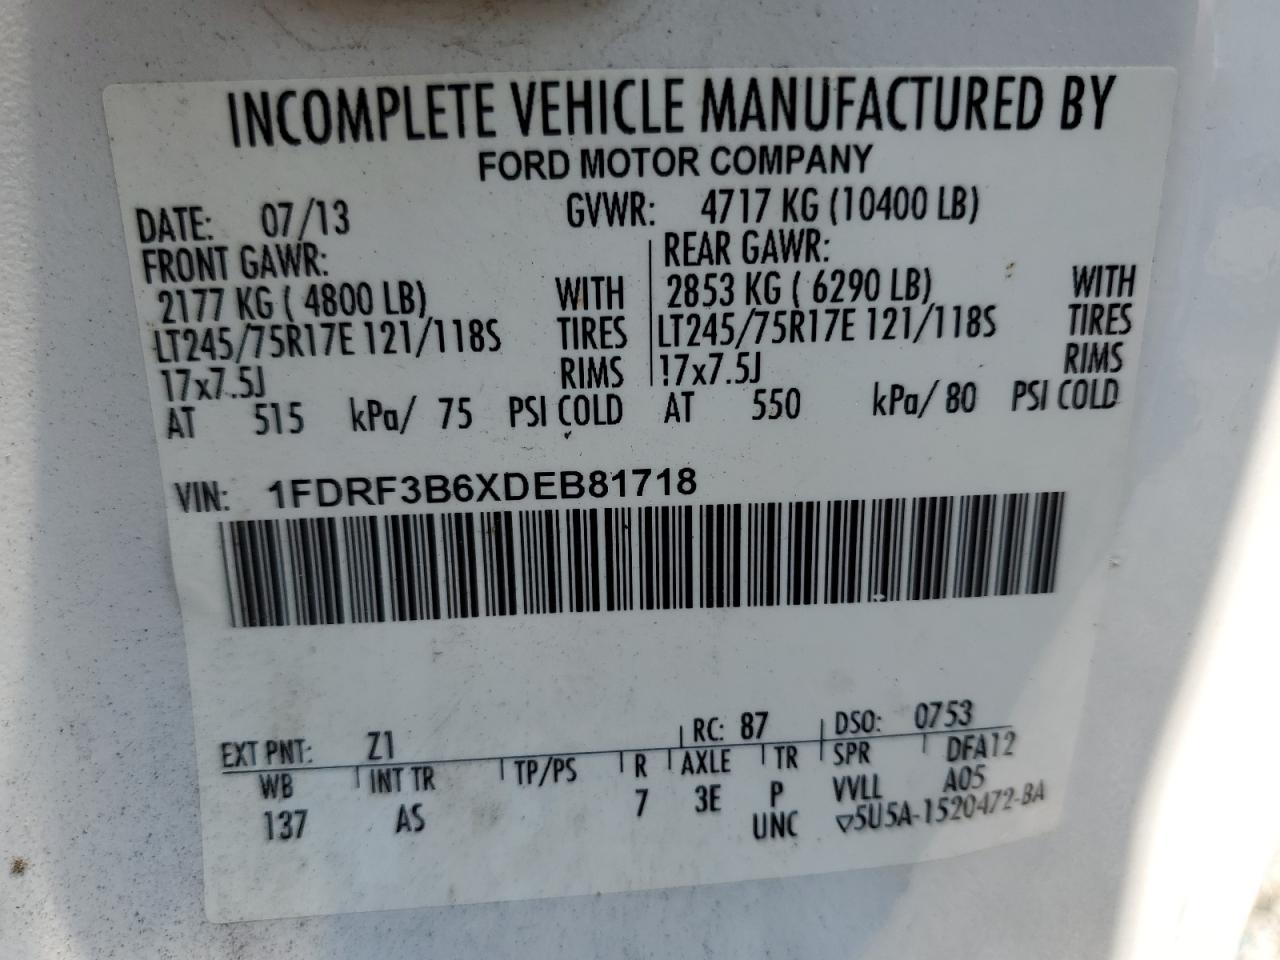 INCOMPLETE VEHICLE MANUFACTURED BY
FORD MOTOR COMPANY
DATE: 07/13 GVWR: 4717 KG (10400 LB)
FRONT GAWR: REAR GAWR:
2177 KG ( 4800 LB) WITH 2853 KG ( 6290 LB) WITH
LT245/75R17E 121/118S TIRES LT245/75R17E 121/118S TIRES
17x7.5J RIMS 17x7.5J RIMS
AT 515 kPa/ 75 PSI COLD AT 550 kPa/ 80 PSI COLD
VIN: 1FDRF3B6XDEB81718
EXT PNT: Z1 RC: 87 DSO: 0753
WB INT TR TP/PS R AXLE TR SPR DFA12
137 AS 7 3E P VVLL A05
UNC ▽5U5A-1520472-BA